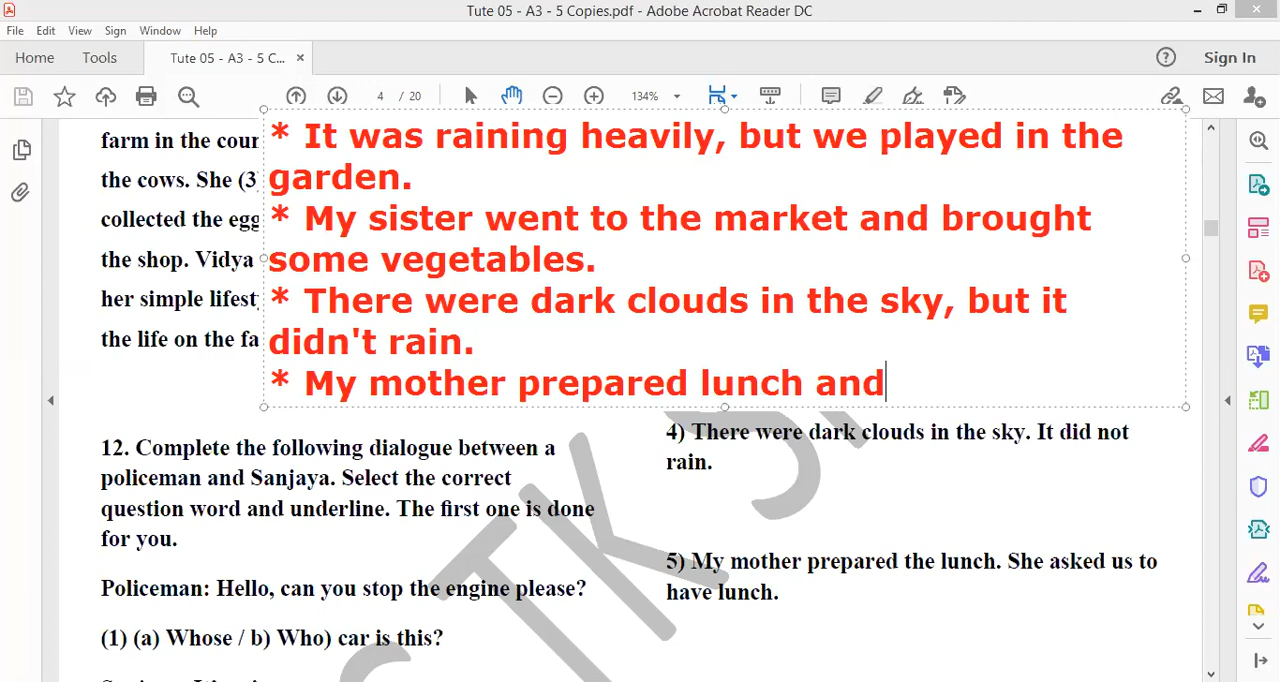 Tute 05 - A3 - 5 Copies.pdf - Adobe Acrobat Reader DC
File Edit View Sign Window Help
Home Tools Tute 05 - A3 - 5 C... × Sign In
4 / 20 134%
farm in the cour
the cows. She (3)
collected the egg
the shop. Vidya
her simple lifest
the life on the fa
* It was raining heavily, but we played in the
garden.
* My sister went to the market and brought
some vegetables.
* There were dark clouds in the sky, but it
didn't rain.
* My mother prepared lunch and
12. Complete the following dialogue between a
policeman and Sanjaya. Select the correct
question word and underline. The first one is done
for you.
Policeman: Hello, can you stop the engine please?
(1) (a) Whose / b) Who) car is this?
4) There were dark clouds in the sky. It did not
rain.
5) My mother prepared the lunch. She asked us to
have lunch.